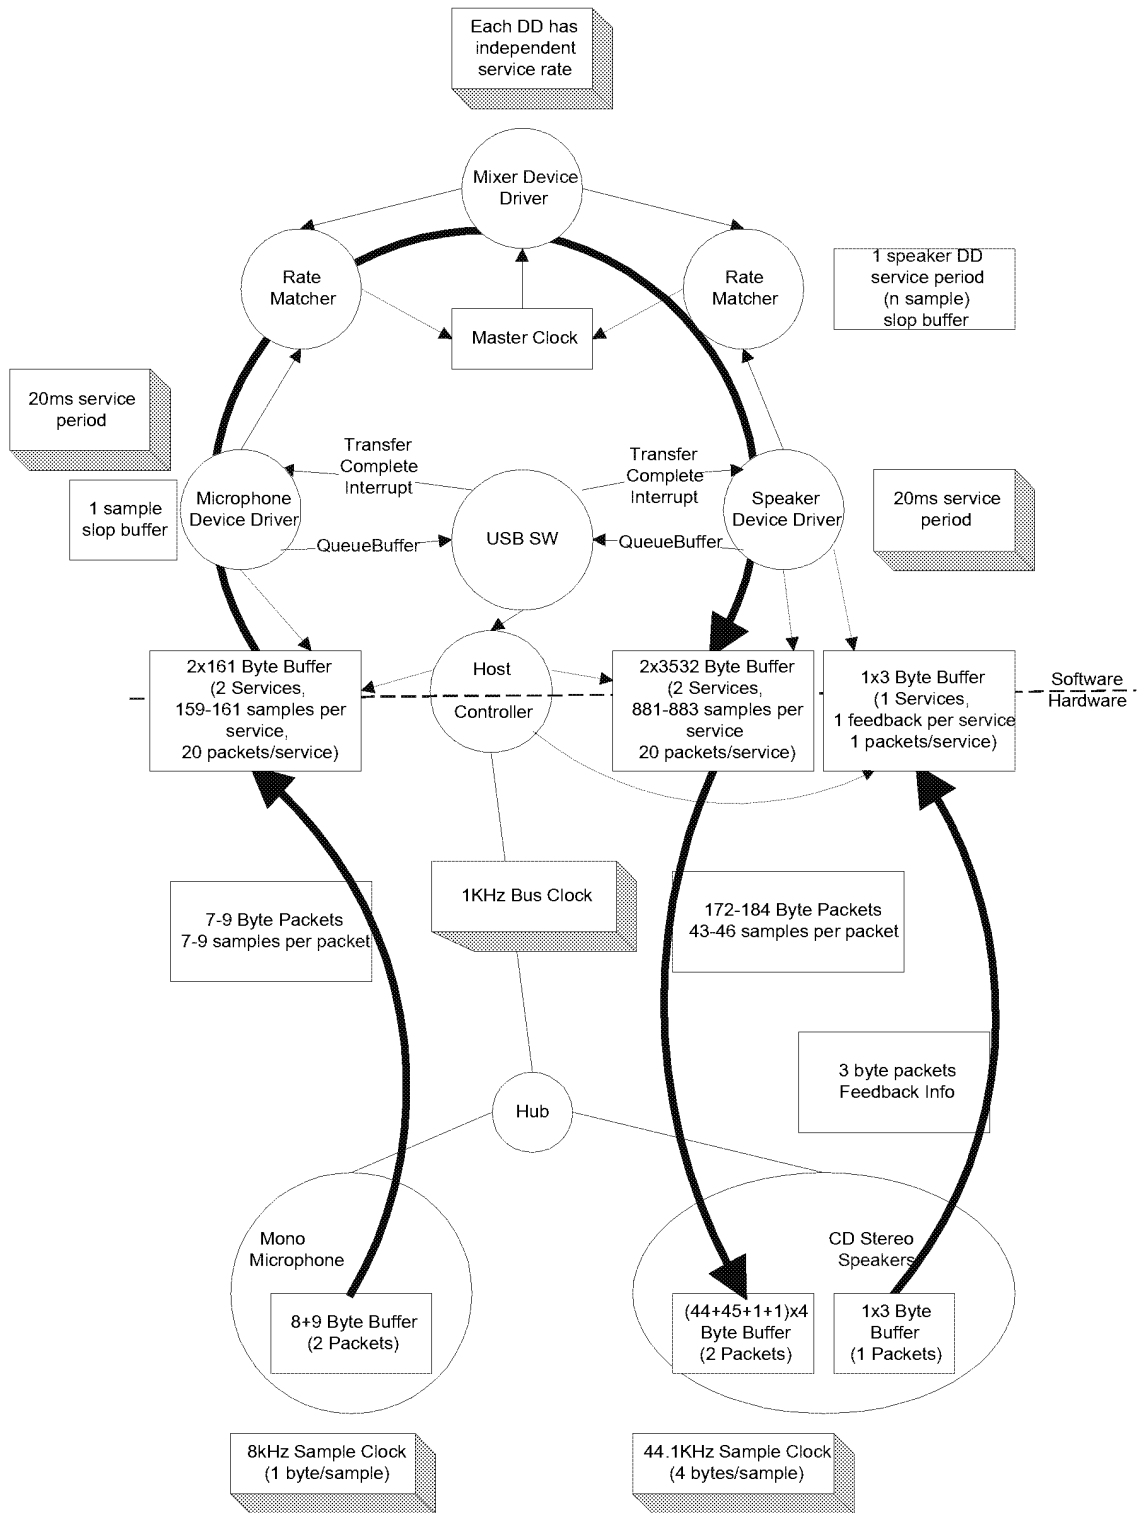 Each DD has
independent
service rate
Mixer Device
Driver
Rate
Matcher
Rate
Matcher
1 speaker DD
service period
(n sample)
slop buffer
Master Clock
20ms service
period
Transfer
Complete
Interrupt
Transfer
Complete
Interrupt
1 sample
slop buffer
Microphone
Device Driver
USB SW
Speaker
Device Driver
20ms service
period
QueueBuffer
QueueBuffer
2x161 Byte Buffer
(2 Services,
159-161 samples per
service,
20 packets/service)
Host
Controller
2x3532 Byte Buffer
(2 Services,
881-883 samples per
service
20 packets/service)
1x3 Byte Buffer
(1 Services,
1 feedback per service
1 packets/service)
Software
Hardware
1KHz Bus Clock
7-9 Byte Packets
7-9 samples per packet
172-184 Byte Packets
43-46 samples per packet
3 byte packets
Feedback Info
Hub
Mono
Microphone
CD Stereo
Speakers
8+9 Byte Buffer
(2 Packets)
(44+45+1+1)x4
Byte Buffer
(2 Packets)
1x3 Byte
Buffer
(1 Packets)
8kHz Sample Clock
(1 byte/sample)
44.1KHz Sample Clock
(4 bytes/sample)